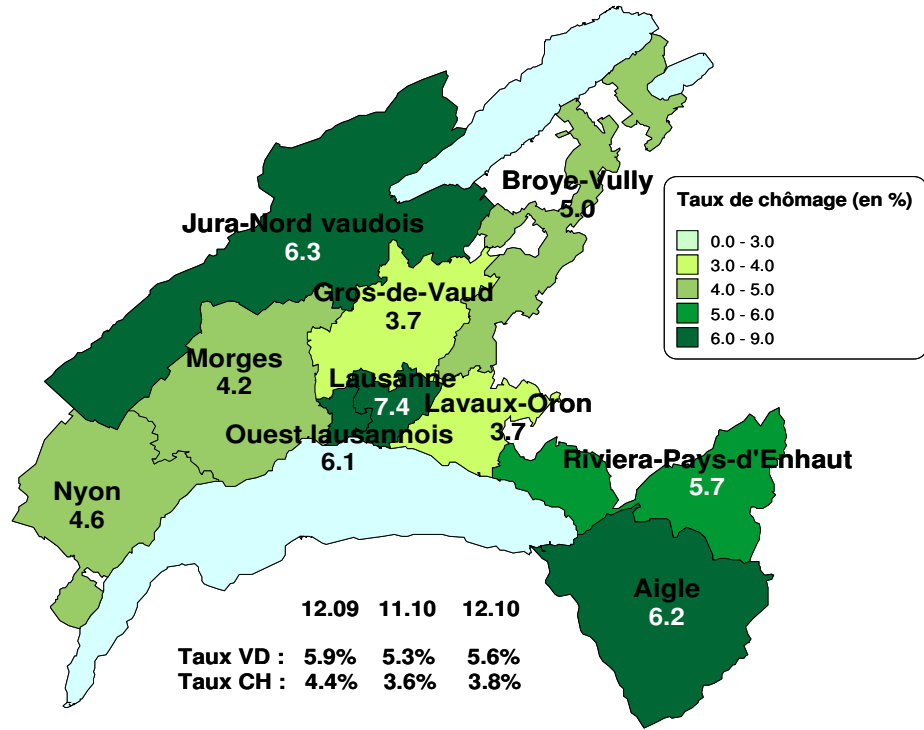 Broye-Vully
5.0
Taux de chômage (en %)
0.0 - 3.0
3.0 - 4.0
4.0 - 5.0
5.0 - 6.0
6.0 - 9.0
Jura-Nord vaudois
6.3
Gros-de-Vaud
3.7
Morges
4.2
Lausanne
7.4
Lavaux-Oron
3.7
Ouest lausannois
6.1
Riviera-Pays-d'Enhaut
5.7
Nyon
4.6
Aigle
6.2
12.09 11.10 12.10
Taux VD : 5.9% 5.3% 5.6%
Taux CH : 4.4% 3.6% 3.8%